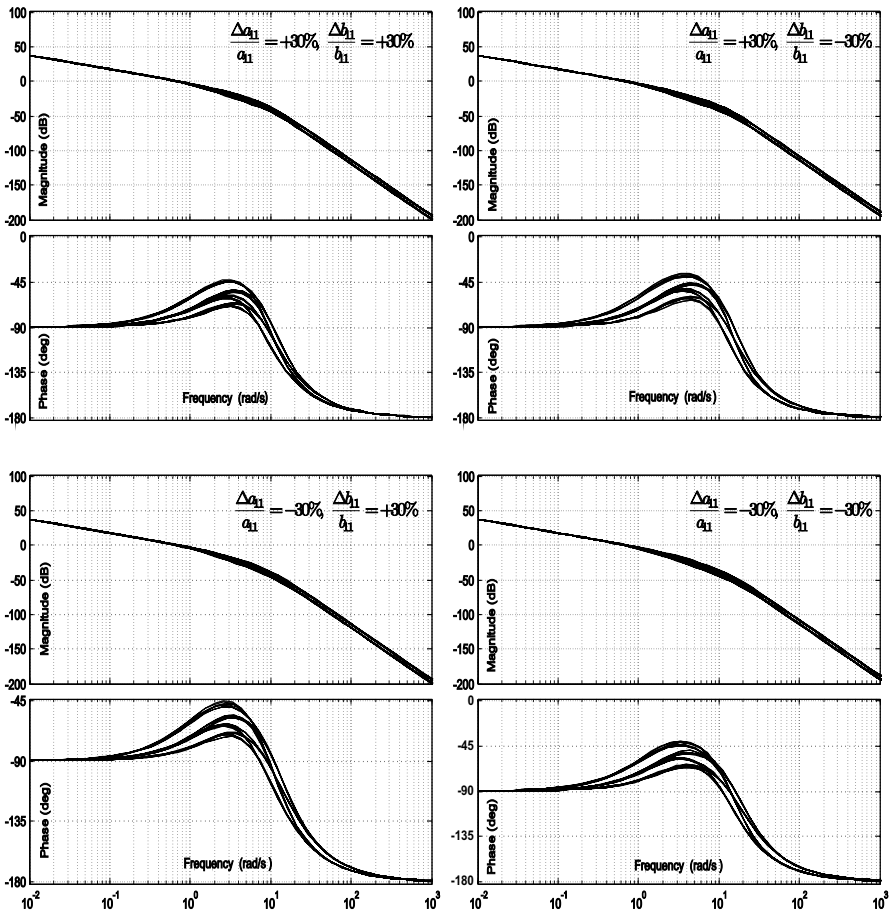 100
50
0
-50
-100
-150
-200
Magnitude (dB)
Δa11/a11 = +30%, Δb11/b11 = +30%
0
-45
-90
-135
-180
Phase (deg)
Frequency (rad/s)
100
50
0
-50
-100
-150
-200
Magnitude (dB)
Δa11/a11 = +30%, Δb11/b11 = −30%
0
-45
-90
-135
-180
Phase (deg)
Frequency (rad/s)
100
50
0
-50
-100
-150
-200
Magnitude (dB)
Δa11/a11 = −30%, Δb11/b11 = +30%
-45
-90
-135
-180
Phase (deg)
Frequency (rad/s)
10^-2 10^-1 10^0 10^1 10^2 10^3
100
50
0
-50
-100
-150
-200
Magnitude (dB)
Δa11/a11 = −30%, Δb11/b11 = −30%
0
-45
-90
-135
-180
Phase (deg)
Frequency (rad/s)
10^-2 10^-1 10^0 10^1 10^2 10^3